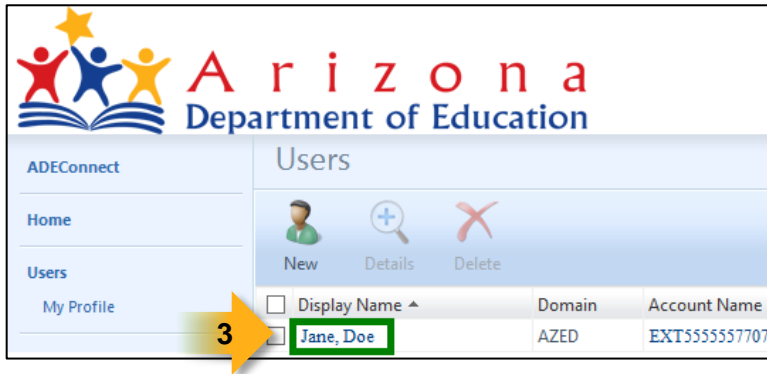 Arizona
Department of Education
ADEConnect
Home
Users
My Profile
Users
New Details Delete
Display Name Domain Account Name
3
Jane, Doe AZED EXT5555557707